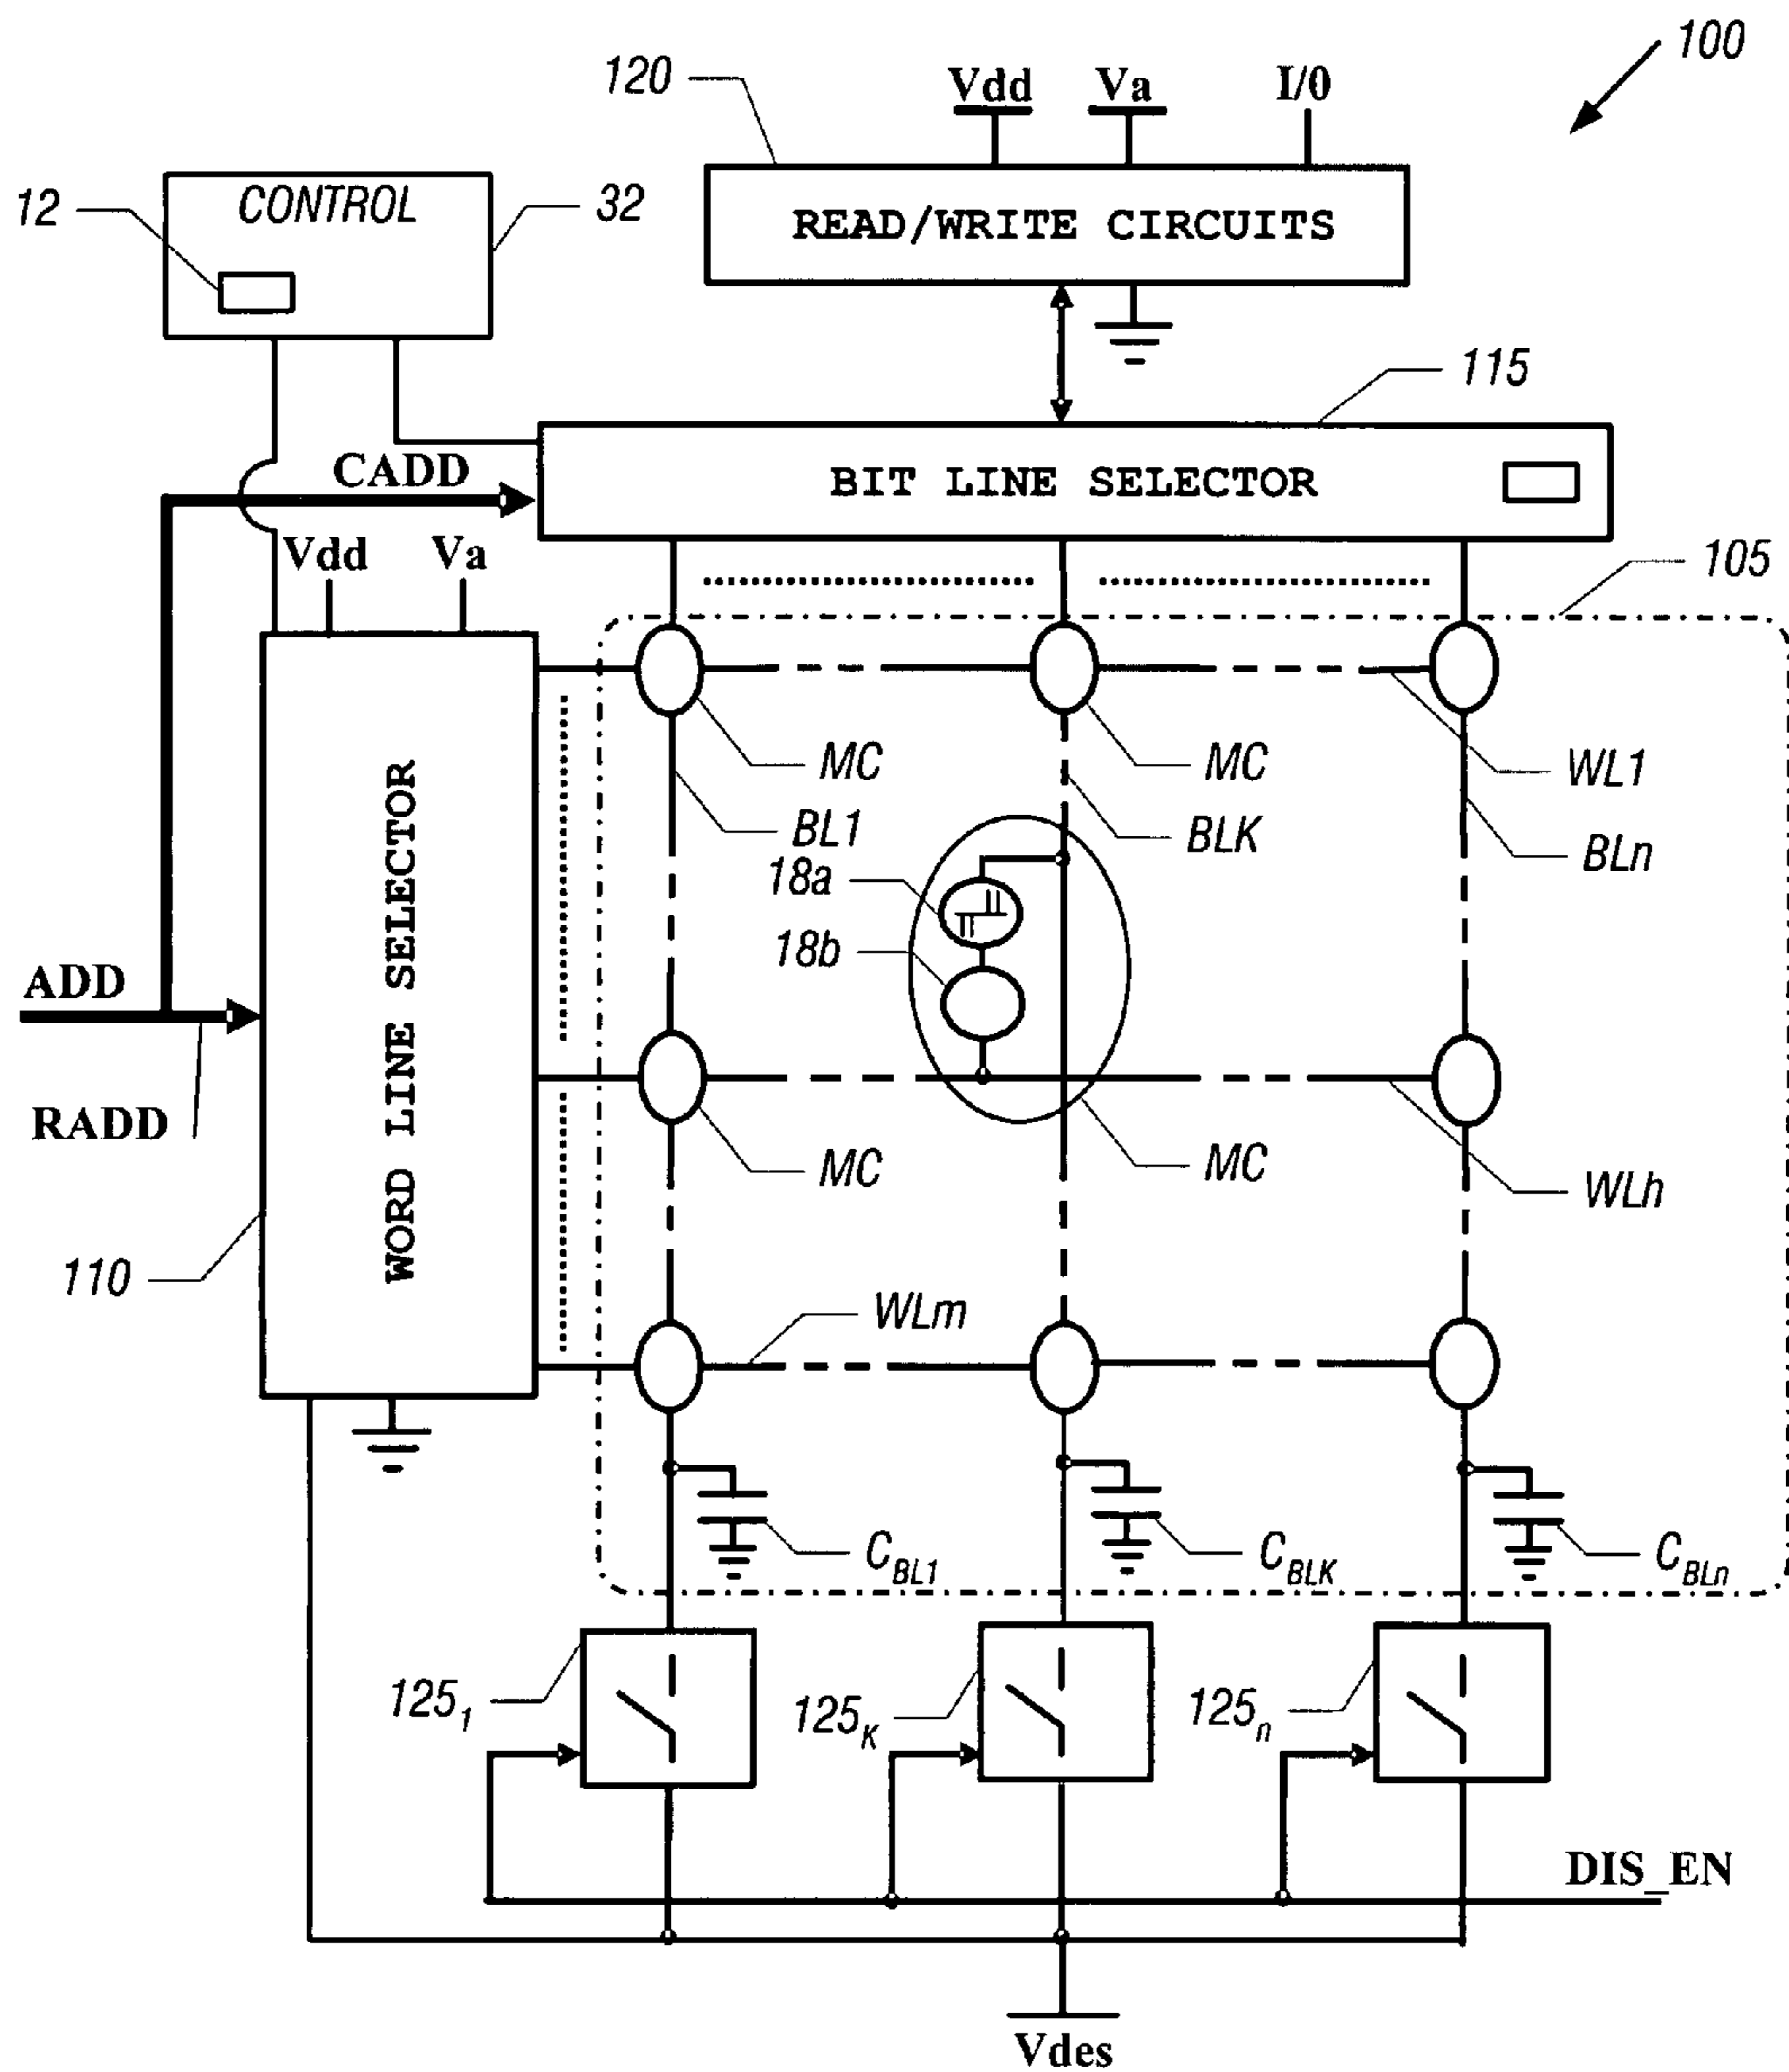 100
120
Vdd
Va
I/0
12
CONTROL
32
READ/WRITE CIRCUITS
115
CADD
BIT LINE SELECTOR
Vdd
Va
105
MC
MC
WL1
BL1
BLK
BLn
18a
18b
WORD LINE SELECTOR
ADD
RADD
MC
MC
WLh
110
WLm
CBL1
CBLK
CBLn
1251
125K
125n
DIS_EN
Vdes